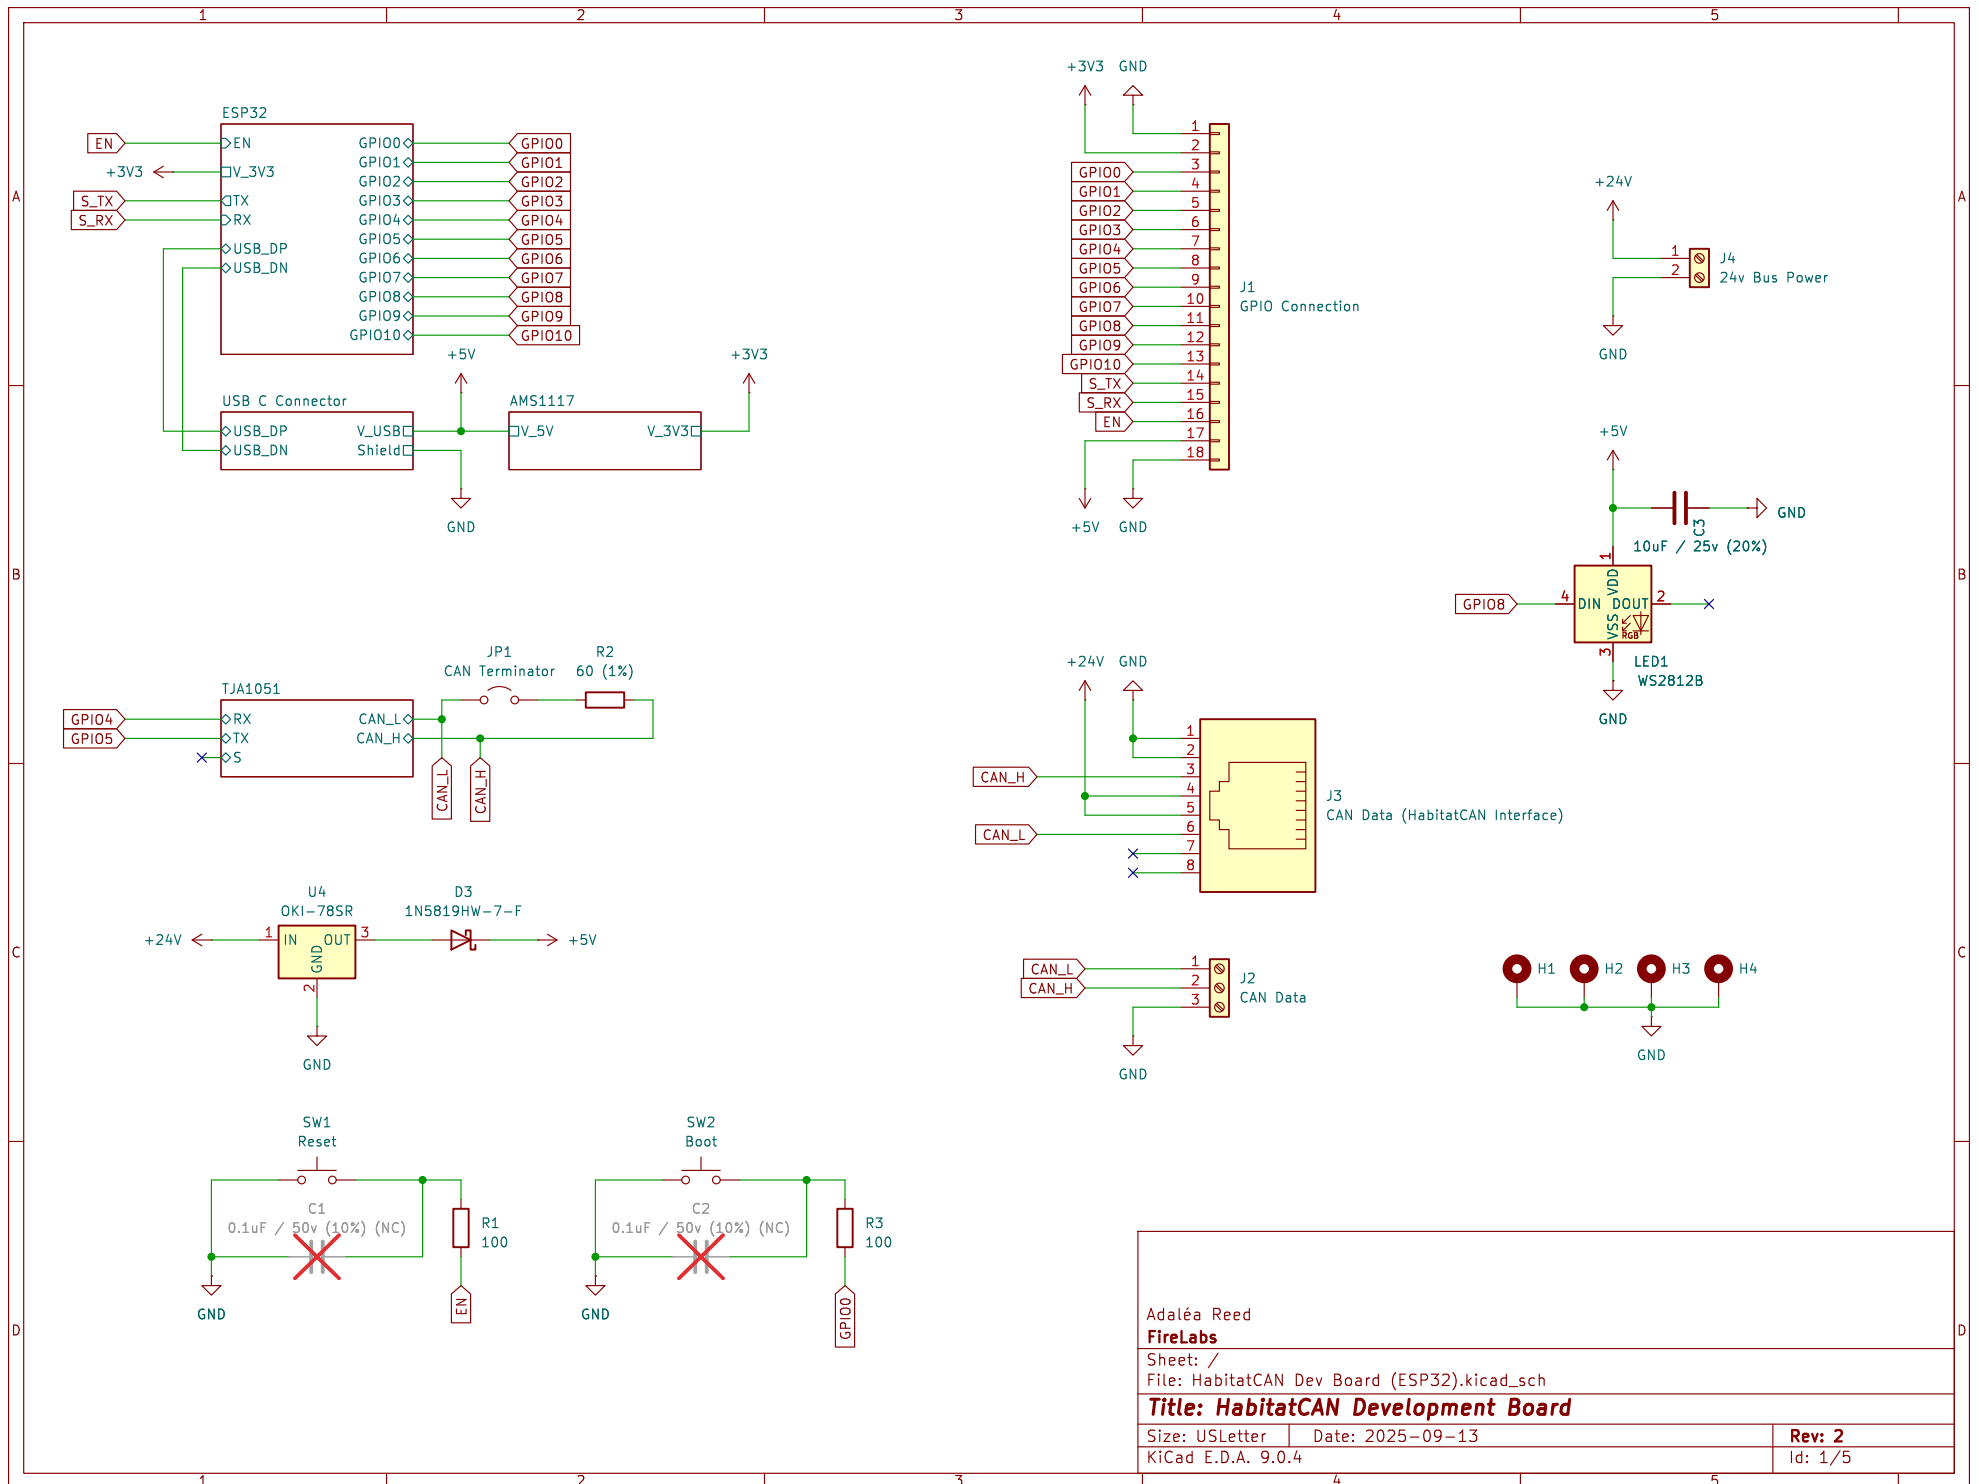 1 2 3 4 5
A
B
C
D
A
B
C
D
1 2 3 4 5
ESP32
EN
EN
+3V3
V_3V3
S_TX
TX
S_RX
RX
USB_DP
USB_DN
GPIO0 GPIO0
GPIO1 GPIO1
GPIO2 GPIO2
GPIO3 GPIO3
GPIO4 GPIO4
GPIO5 GPIO5
GPIO6 GPIO6
GPIO7 GPIO7
GPIO8 GPIO8
GPIO9 GPIO9
GPIO10 GPIO10
USB C Connector
USB_DP V_USB
USB_DN Shield
+5V
GND
AMS1117
V_5V V_3V3
+3V3
+3V3 GND
1
2
GPIO0 3
GPIO1 4
GPIO2 5
GPIO3 6
GPIO4 7
GPIO5 8
GPIO6 9
GPIO7 10
GPIO8 11
GPIO9 12
GPIO10 13
S_TX 14
S_RX 15
EN 16
17
18
+5V GND
J1
GPIO Connection
+24V
1
2
J4
24v Bus Power
GND
+5V
C3
10uF / 25v (20%)
GND
GPIO8
1
4 DIN DOUT 2
VDD
VSS
RGB
3
LED1
WS2812B
GND
TJA1051
GPIO4 RX
GPIO5 TX
S
CAN_L
CAN_H
CAN_L
CAN_H
JP1
CAN Terminator
R2
60 (1%)
+24V GND
1
2
CAN_H 3
4
5
CAN_L 6
7
8
J3
CAN Data (HabitatCAN Interface)
U4
OKI-78SR
+24V 1 IN OUT 3
GND
2
GND
D3
1N5819HW-7-F
+5V
CAN_L 1
CAN_H 2
3
J2
CAN Data
GND
H1 H2 H3 H4
GND
SW1
Reset
C1
0.1uF / 50v (10%) (NC)
R1
100
GND
EN
SW2
Boot
C2
0.1uF / 50v (10%) (NC)
R3
100
GND
GPIO0
Adaléa Reed
FireLabs
Sheet: /
File: HabitatCAN Dev Board (ESP32).kicad_sch
Title: HabitatCAN Development Board
Size: USLetter Date: 2025-09-13 Rev: 2
KiCad E.D.A. 9.0.4 Id: 1/5